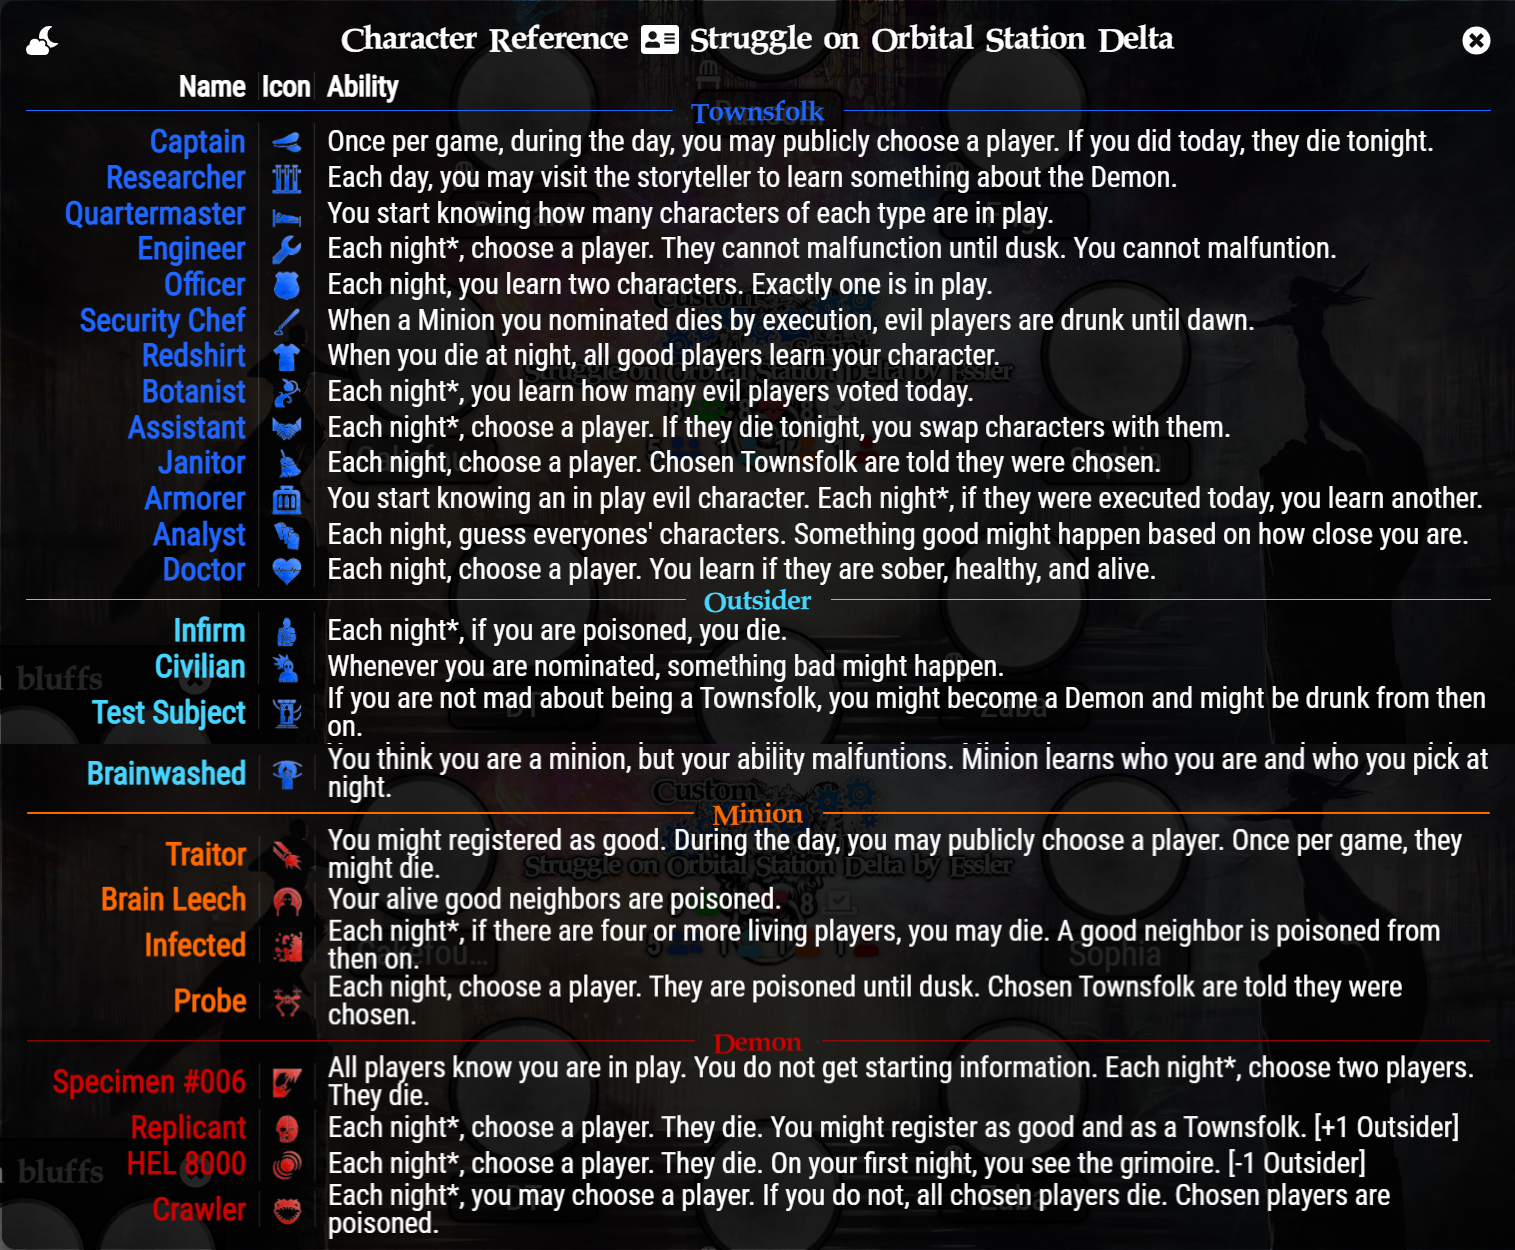 Character Reference Struggle on Orbital Station Delta
Name Icon Ability
Townsfolk
Captain Once per game, during the day, you may publicly choose a player. If you did today, they die tonight.
Researcher Each day, you may visit the storyteller to learn something about the Demon.
Quartermaster You start knowing how many characters of each type are in play.
Engineer Each night*, choose a player. They cannot malfunction until dusk. You cannot malfuntion.
Officer Each night, you learn two characters. Exactly one is in play.
Security Chef When a Minion you nominated dies by execution, evil players are drunk until dawn.
Redshirt When you die at night, all good players learn your character.
Botanist Each night*, you learn how many evil players voted today.
Assistant Each night*, choose a player. If they die tonight, you swap characters with them.
Janitor Each night, choose a player. Chosen Townsfolk are told they were chosen.
Armorer You start knowing an in play evil character. Each night*, if they were executed today, you learn another.
Analyst Each night, guess everyones' characters. Something good might happen based on how close you are.
Doctor Each night, choose a player. You learn if they are sober, healthy, and alive.
Outsider
Infirm Each night*, if you are poisoned, you die.
Civilian Whenever you are nominated, something bad might happen.
bluffs
Test Subject If you are not mad about being a Townsfolk, you might become a Demon and might be drunk from then
on.
Brainwashed You think you are a minion, but your ability malfuntions. Minion learns who you are and who you pick at
night.
Custom
Minion
Traitor You might registered as good. During the day, you may publicly choose a player. Once per game, they
might die.
Struggle on Orbital Station Delta by Essler
Brain Leech Your alive good neighbors are poisoned.
Infected Each night*, if there are four or more living players, you may die. A good neighbor is poisoned from
then on.
Sophia
Probe Each night, choose a player. They are poisoned until dusk. Chosen Townsfolk are told they were
chosen.
Demon
Specimen #006 All players know you are in play. You do not get starting information. Each night*, choose two players.
They die.
Replicant Each night*, choose a player. They die. You might register as good and as a Townsfolk. [+1 Outsider]
HEL 8000 Each night*, choose a player. They die. On your first night, you see the grimoire. [-1 Outsider]
bluffs
Crawler Each night*, you may choose a player. If you do not, all chosen players die. Chosen players are
poisoned.